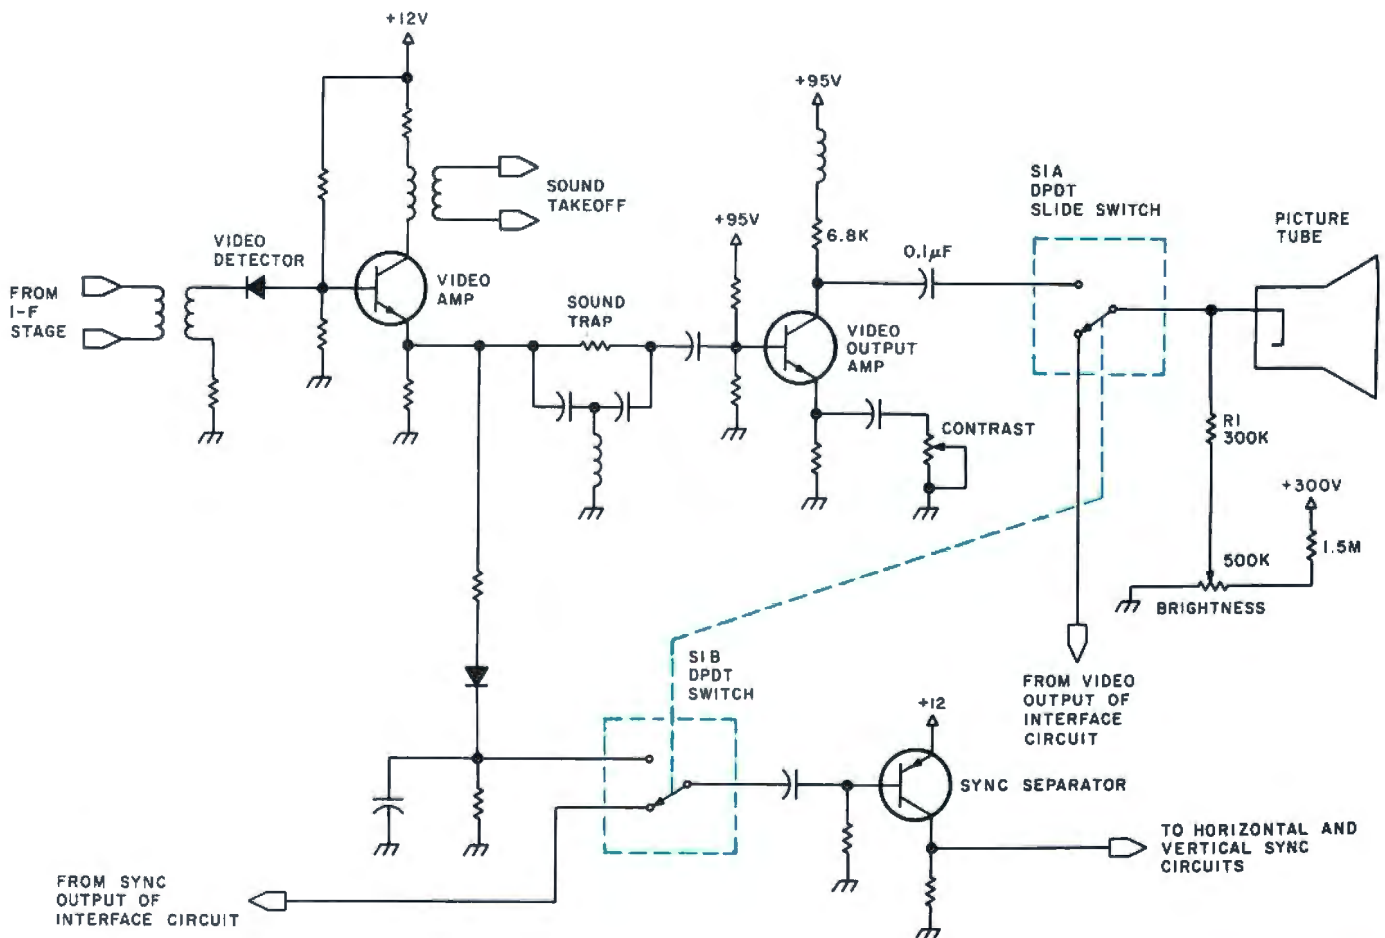 +12V
SOUND
TAKEOFF
VIDEO
DETECTOR
FROM
I-F
STAGE
VIDEO
AMP
SOUND
TRAP
+95V
+95V
6.8K
0.1µF
VIDEO
OUTPUT
AMP
CONTRAST
S1A
DPDT
SLIDE SWITCH
PICTURE
TUBE
R1
300K
+300V
1.5M
500K
BRIGHTNESS
FROM VIDEO
OUTPUT OF
INTERFACE
CIRCUIT
S1B
DPDT
SWITCH
+12
SYNC SEPARATOR
TO HORIZONTAL AND
VERTICAL SYNC
CIRCUITS
FROM SYNC
OUTPUT OF
INTERFACE CIRCUIT